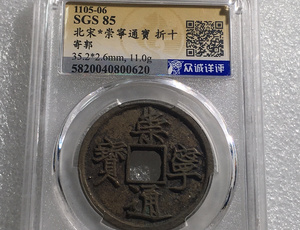 1105-06
SGS 85
北宋*崇寧通寶 折十
寄郭
35.2*2.6mm, 11.0g
5820040800620
众诚评评
崇
寶 寧
通